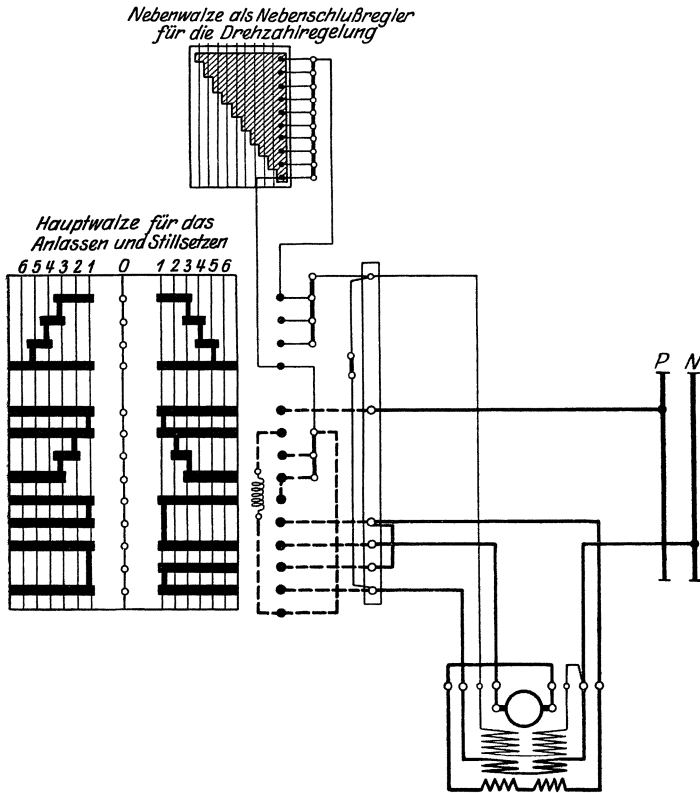 Nebenwalze als Nebenschlußregler
für die Drehzahlregelung
Hauptwalze für das
Anlassen und Stillsetzen
6 5 4 3 2 1 0 1 2 3 4 5 6
P N